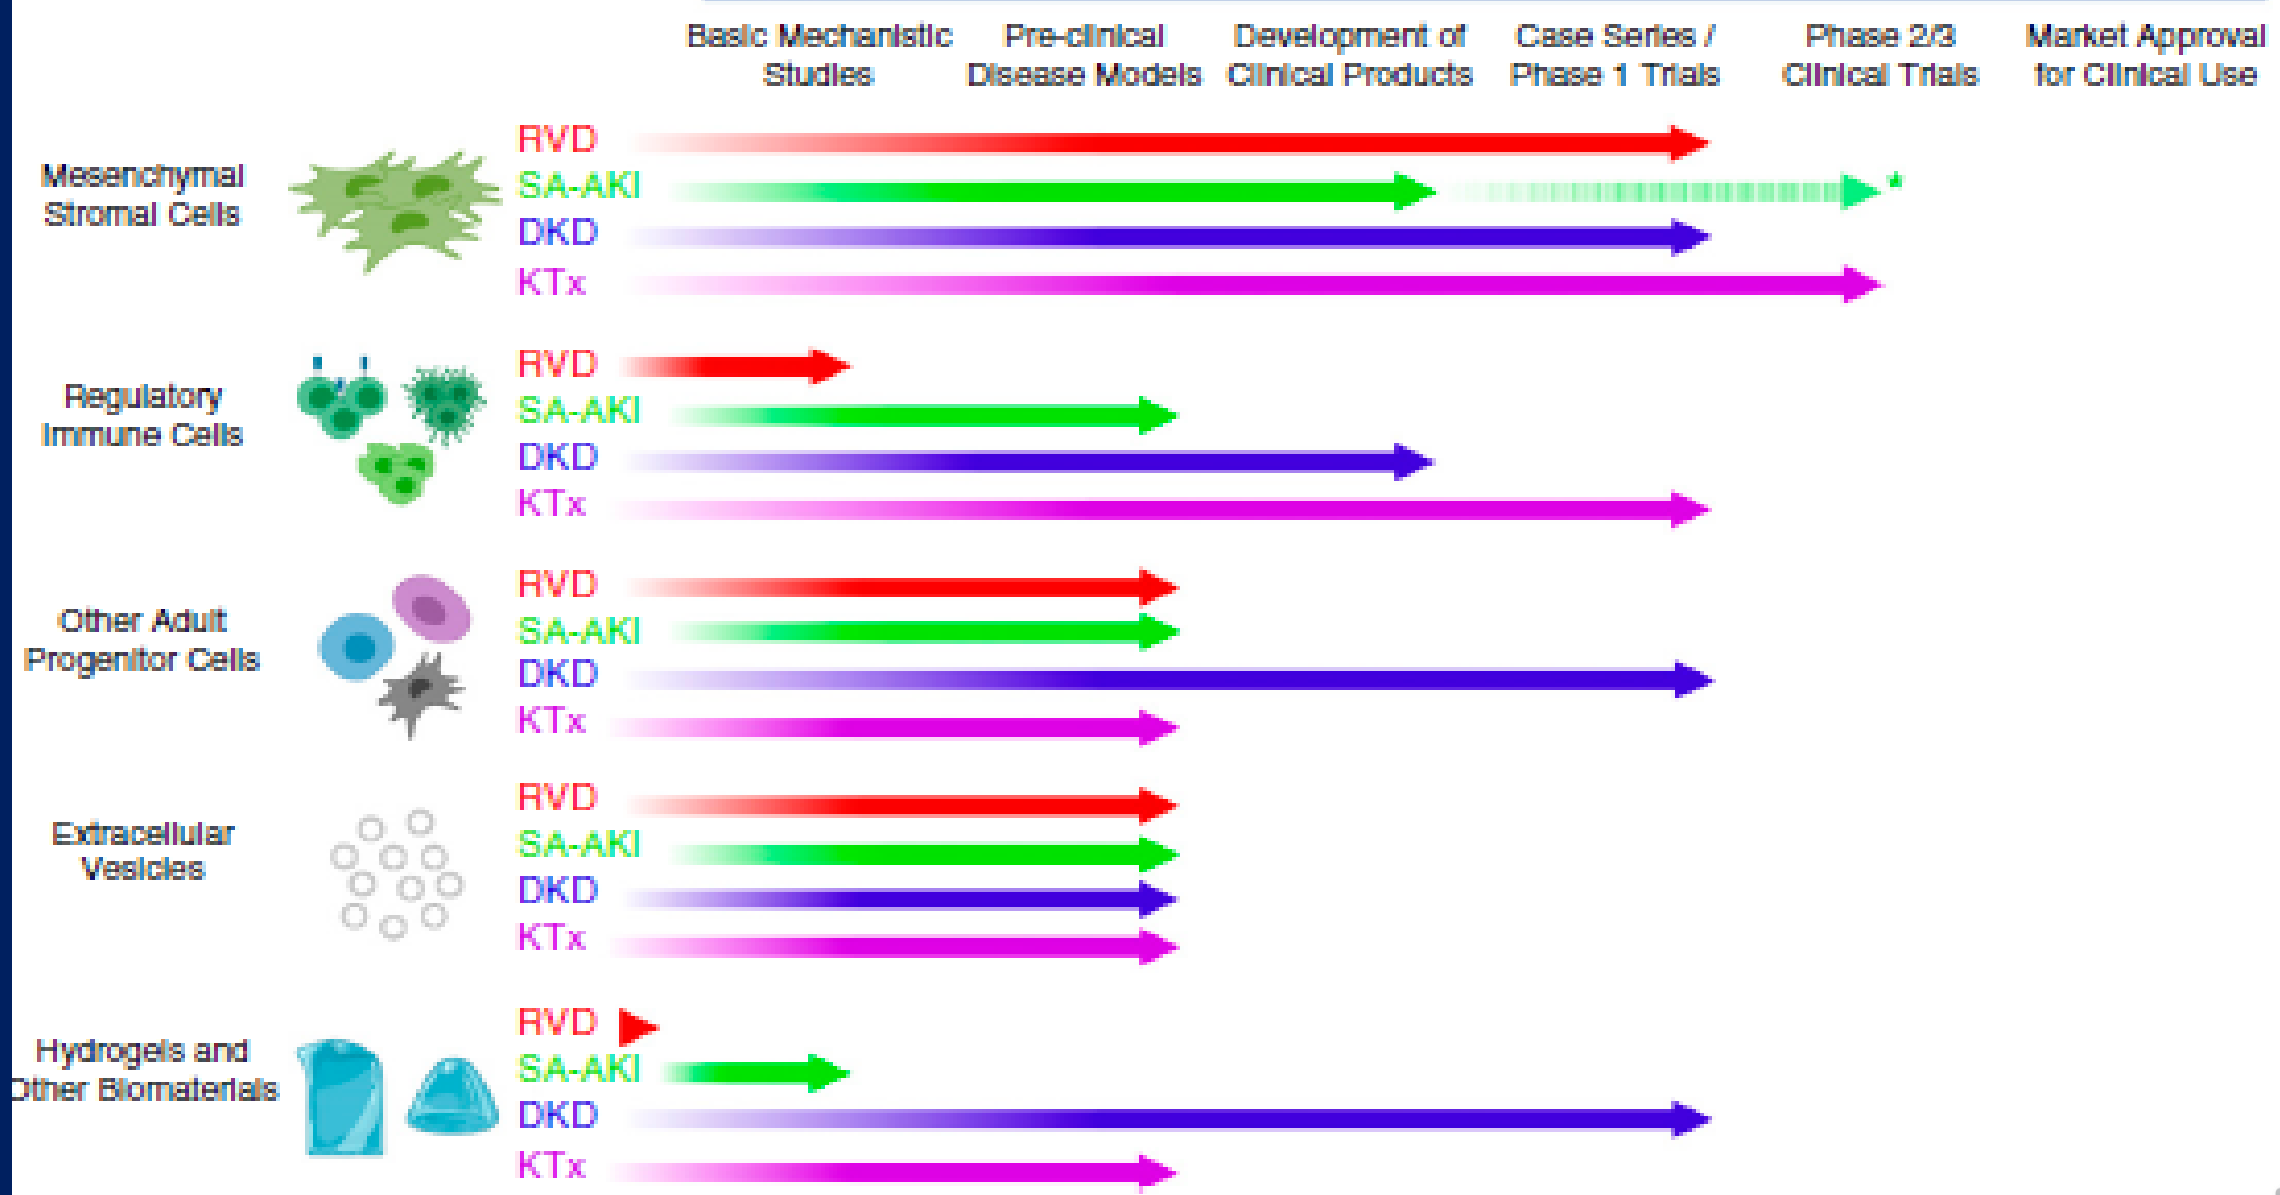 Basic Mechanistic Studies
Pre-clinical Disease Models
Development of Clinical Products
Case Series / Phase 1 Trials
Phase 2/3 Clinical Trials
Market Approval for Clinical Use
Mesenchymal
Stromal Cells
RVD
SA-AKI
*
DKD
KTx
Regulatory
Immune Cells
RVD
SA-AKI
DKD
KTx
Other Adult
Progenitor Cells
RVD
SA-AKI
DKD
KTx
Extracellular
Vesicles
RVD
SA-AKI
DKD
KTx
Hydrogels and
Other Biomaterials
RVD
SA-AKI
DKD
KTx